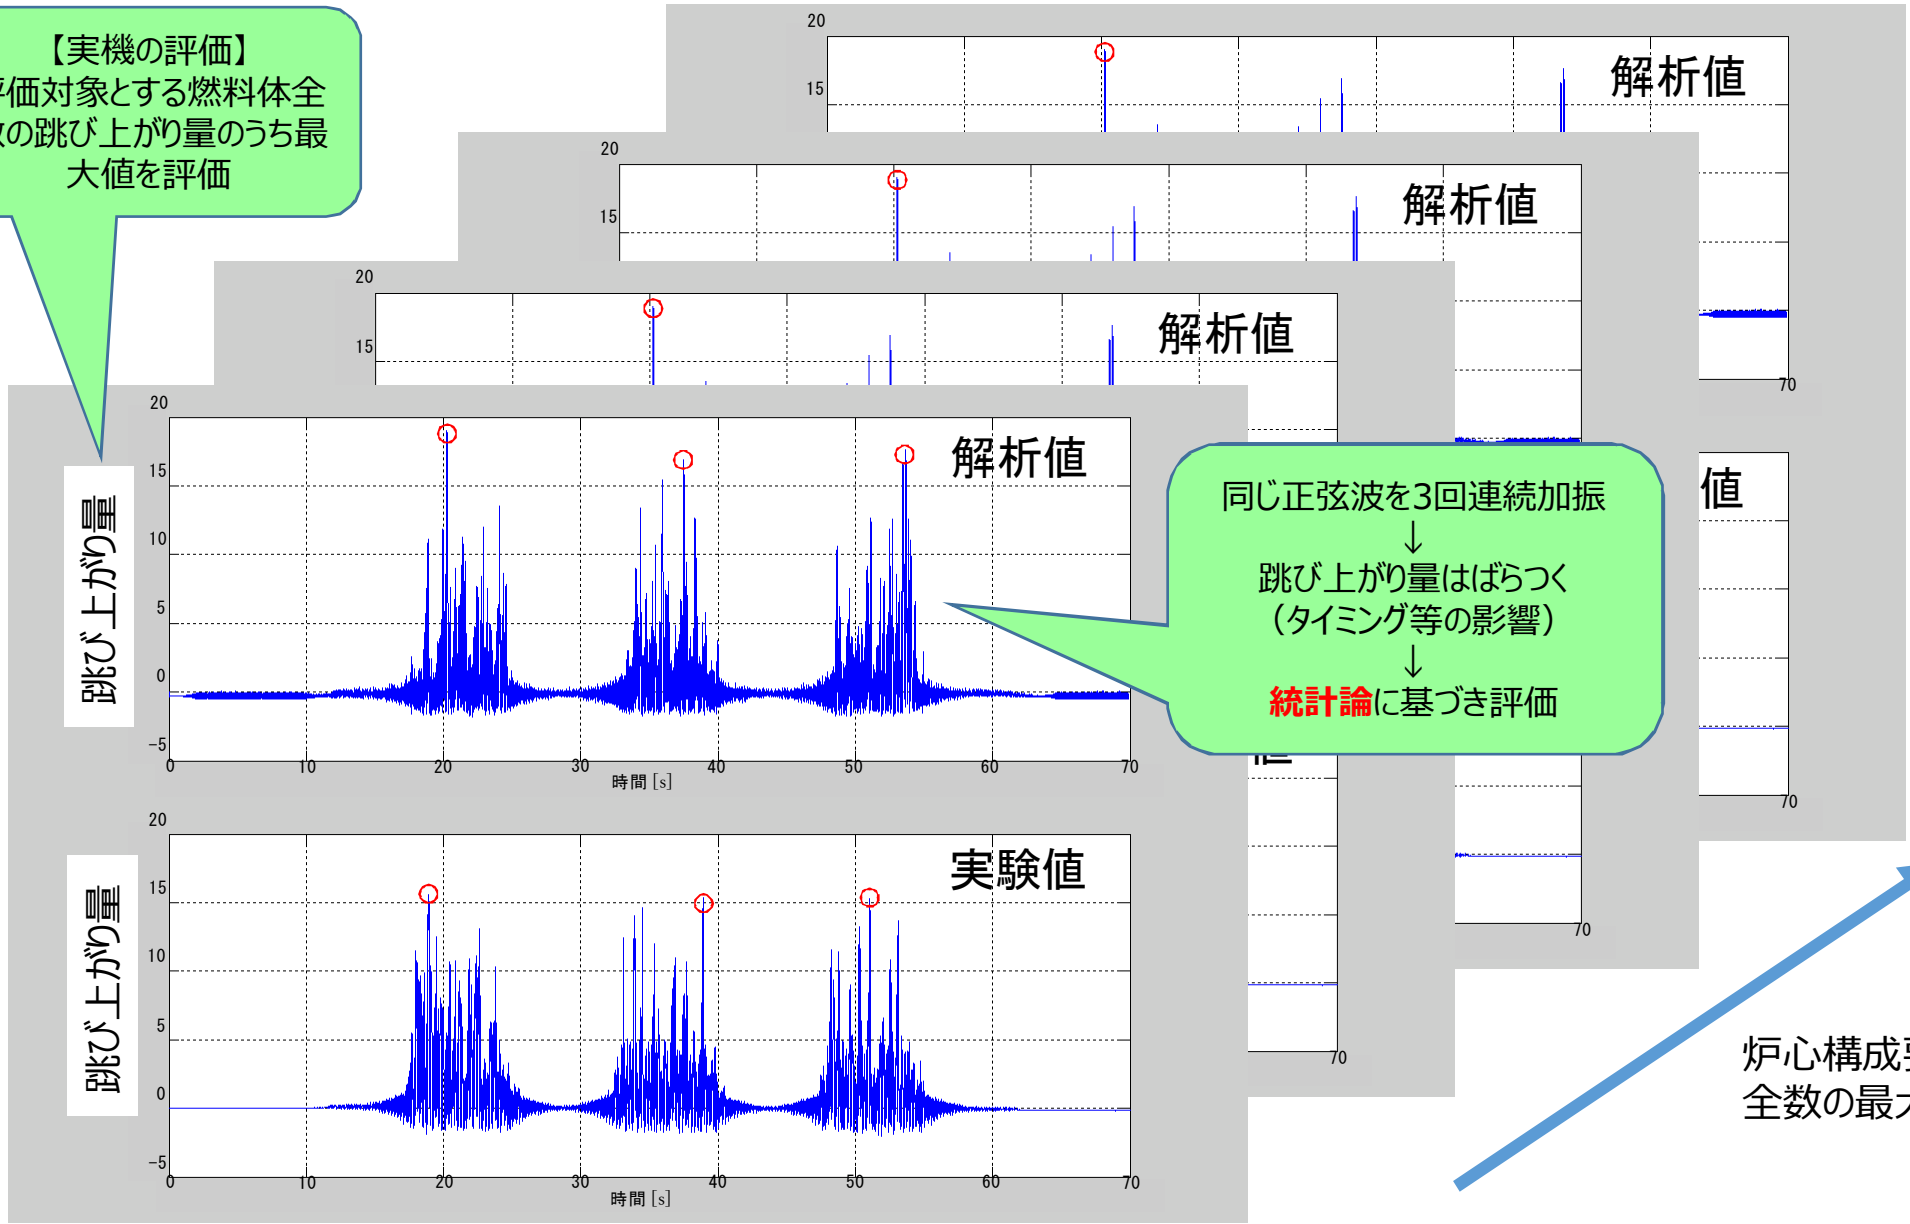 【実機の評価】
評価対象とする燃料体全
数の跳び上がり量のうち最
大値を評価
20
15
解析値
70
20
15
解析値
20
15
解析値
20
15
10
5
0
-5
跳び上がり量
解析値
0 10 20 30 40 50 60 70
時間 [s]
同じ正弦波を3回連続加振
↓
跳び上がり量はばらつく
（タイミング等の影響）
↓
統計論に基づき評価
値
70
値
70
70
20
15
10
5
0
-5
跳び上がり量
実験値
0 10 20 30 40 50 60 70
時間 [s]
炉心構成要
全数の最大